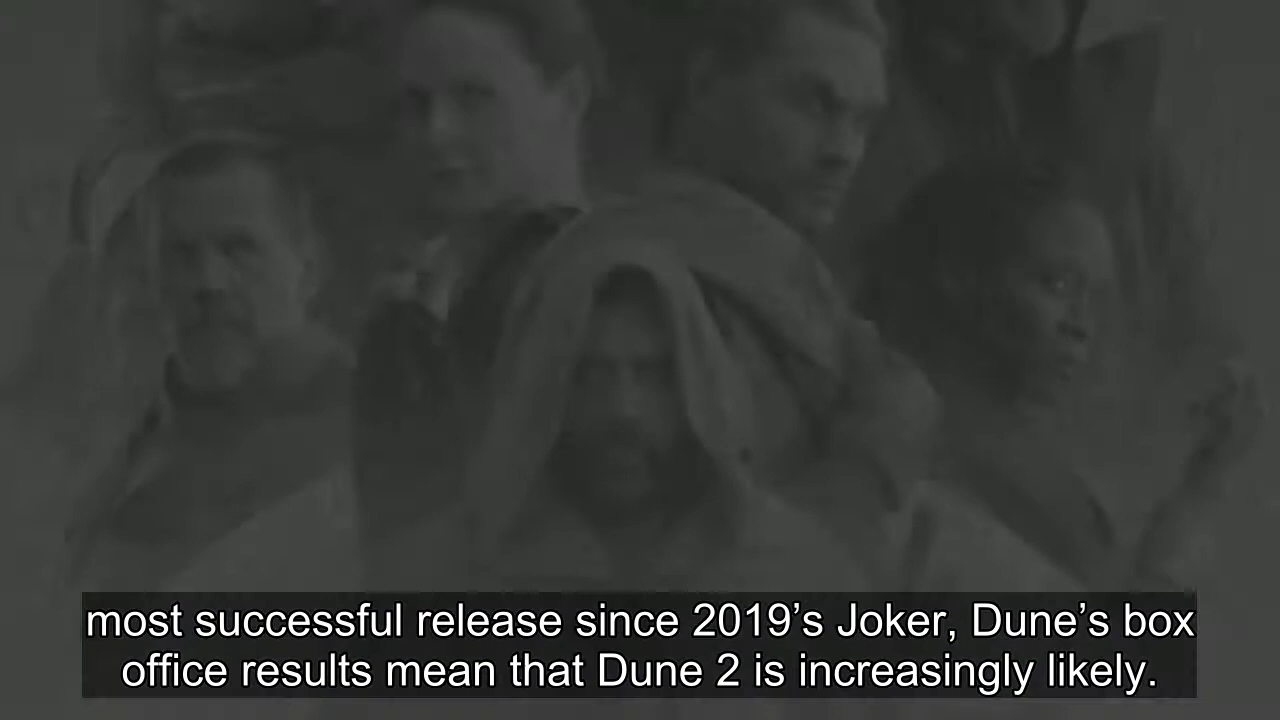 most successful release since 2019’s Joker, Dune’s box
office results mean that Dune 2 is increasingly likely.